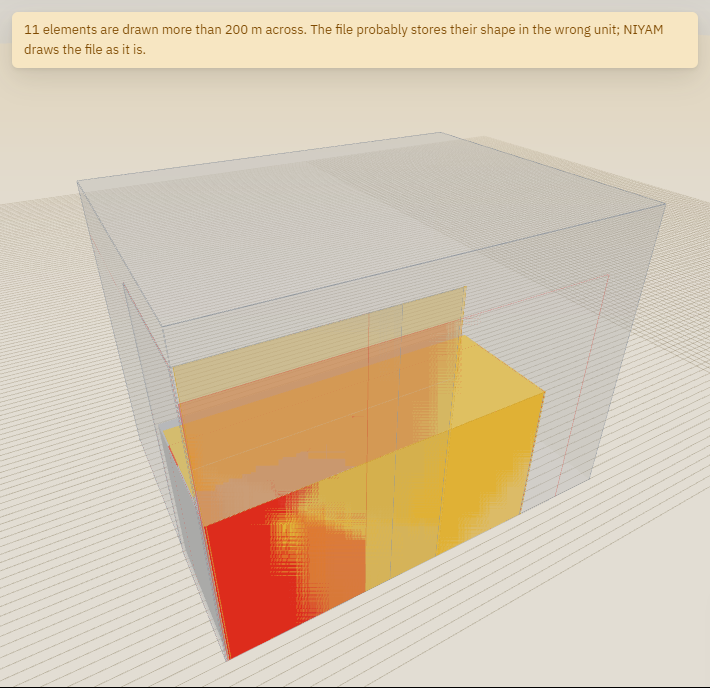 11 elements are drawn more than 200 m across. The file probably stores their shape in the wrong unit; NIYAM
draws the file as it is.